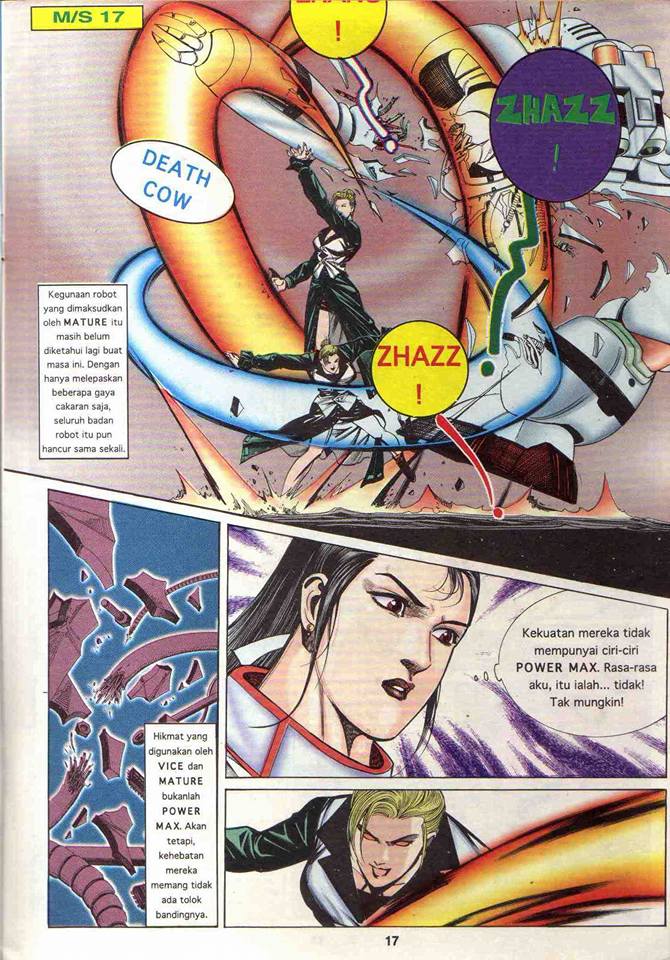 M/S 17
!
ZHAZZ
!
DEATH
COW
Kegunaan robot
yang dimaksudkan
oleh MATURE itu
masih belum
diketahui lagi buat
masa ini. Dengan
hanya melepaskan
beberapa gaya
cakaran saja,
seluruh badan
robot itu pun
hancur sama sekali.
ZHAZZ
!
Kekuatan mereka tidak
mempunyai ciri-ciri
POWER MAX. Rasa-rasa
aku, itu ialah... tidak!
Tak mungkin!
Hikmat yang
digunakan oleh
VICE dan
MATURE
bukanlah
POWER
MAX. Akan
tetapi,
kehebatan
mereka
memang tidak
ada tolok
bandingnya.
17